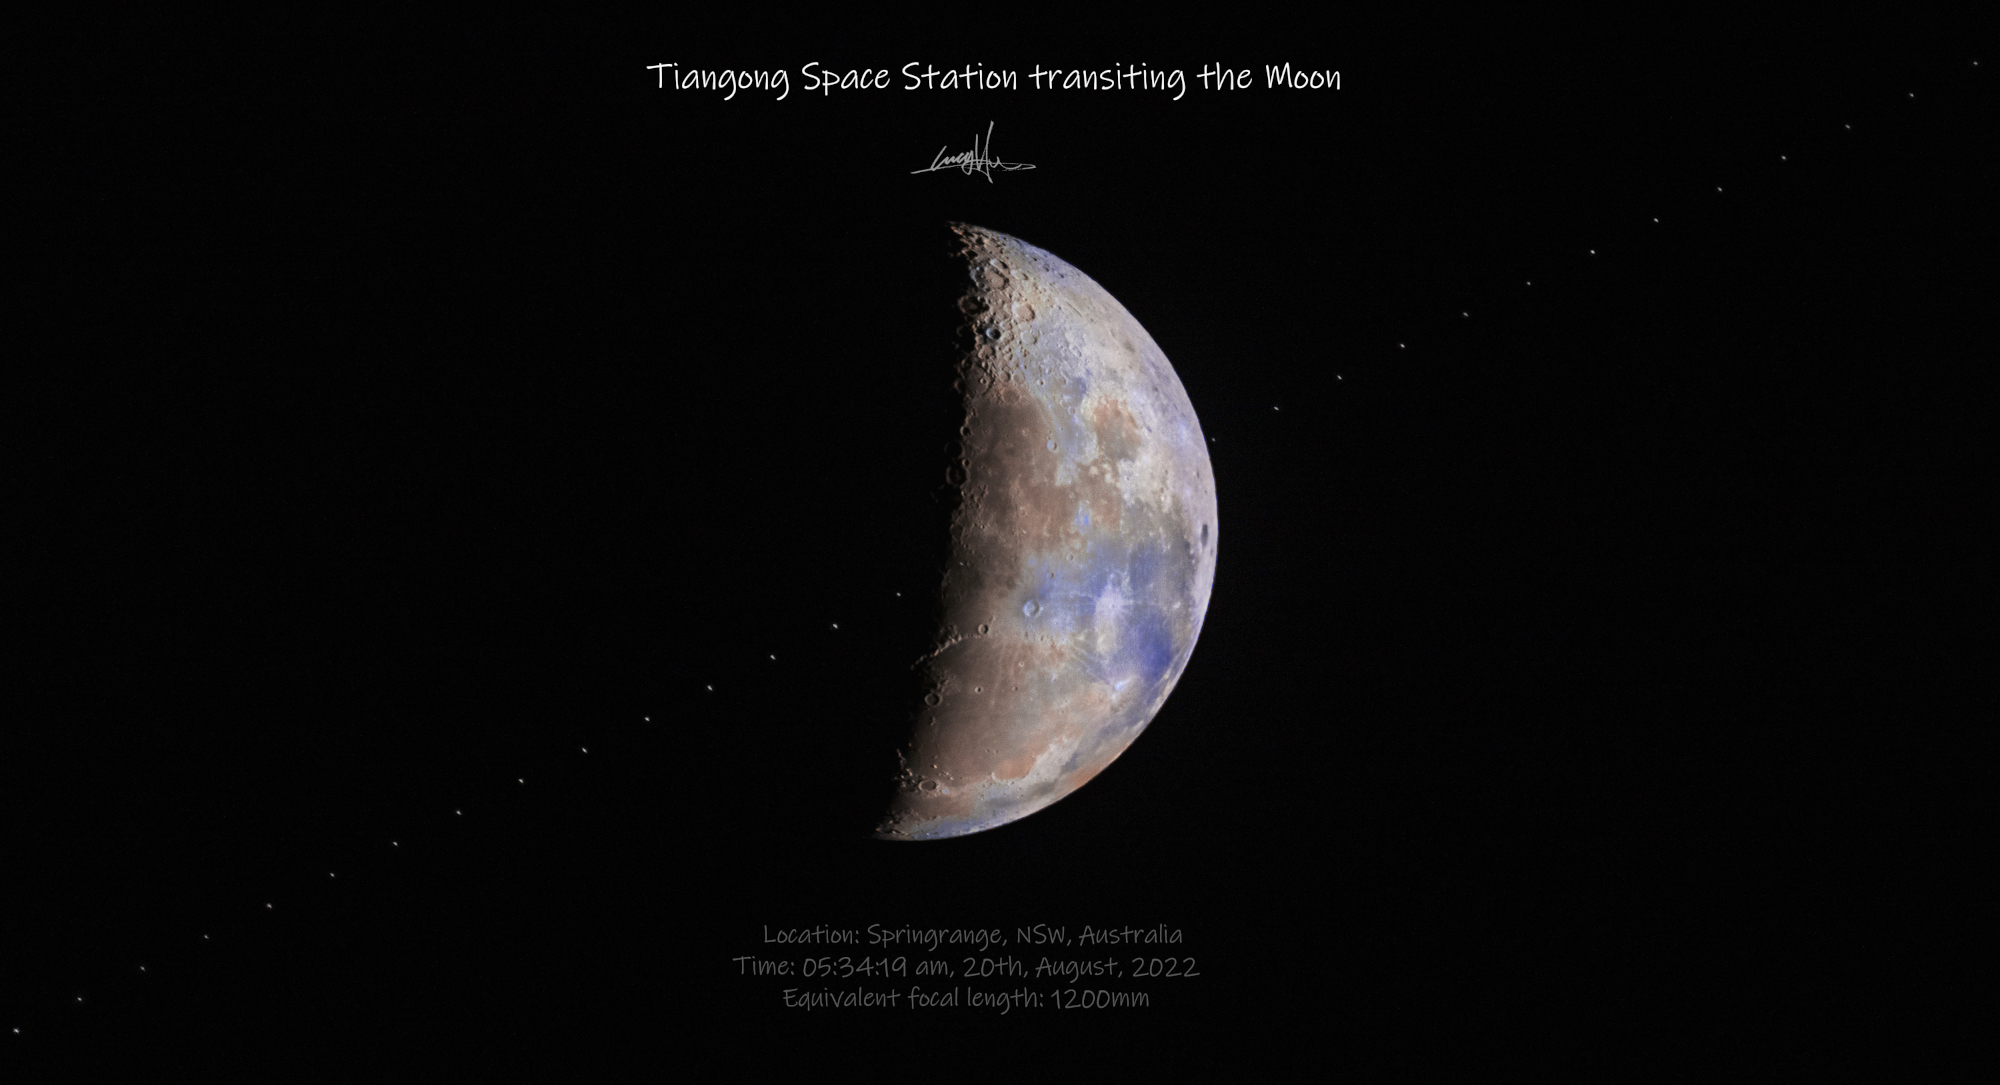 Tiangong Space Station transiting the Moon
Location: Springrange, NSW, Australia
Time: 05:34:19 am, 20th, August, 2022
Equivalent focal length: 1200mm